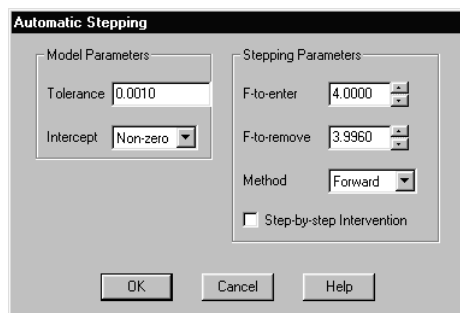 Automatic Stepping
Model Parameters
Tolerance 0.0010
Intercept Non-zero
Stepping Parameters
F-to-enter 4.0000
F-to-remove 3.9960
Method Forward
Step-by-step Intervention
OK Cancel Help